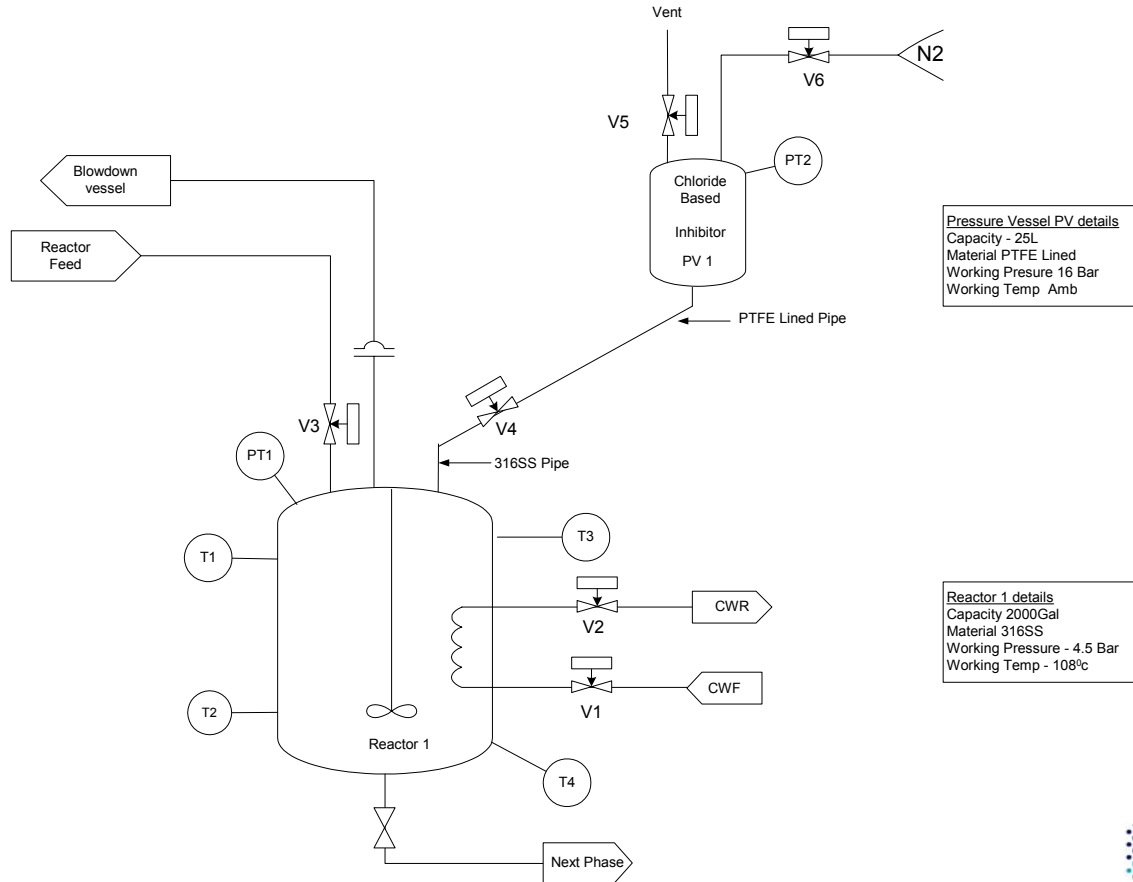 Vent
N2
V6
V5
PT2
Blowdown
vessel
Chloride
Based
Inhibitor
PV 1
Pressure Vessel PV details
Capacity - 25L
Material PTFE Lined
Working Presure 16 Bar
Working Temp Amb
Reactor
Feed
PTFE Lined Pipe
V3
V4
PT1
316SS Pipe
T1
T3
CWR
V2
Reactor 1 details
Capacity 2000Gal
Material 316SS
Working Pressure - 4.5 Bar
Working Temp - 108⁰c
CWF
V1
T2
Reactor 1
T4
Next Phase